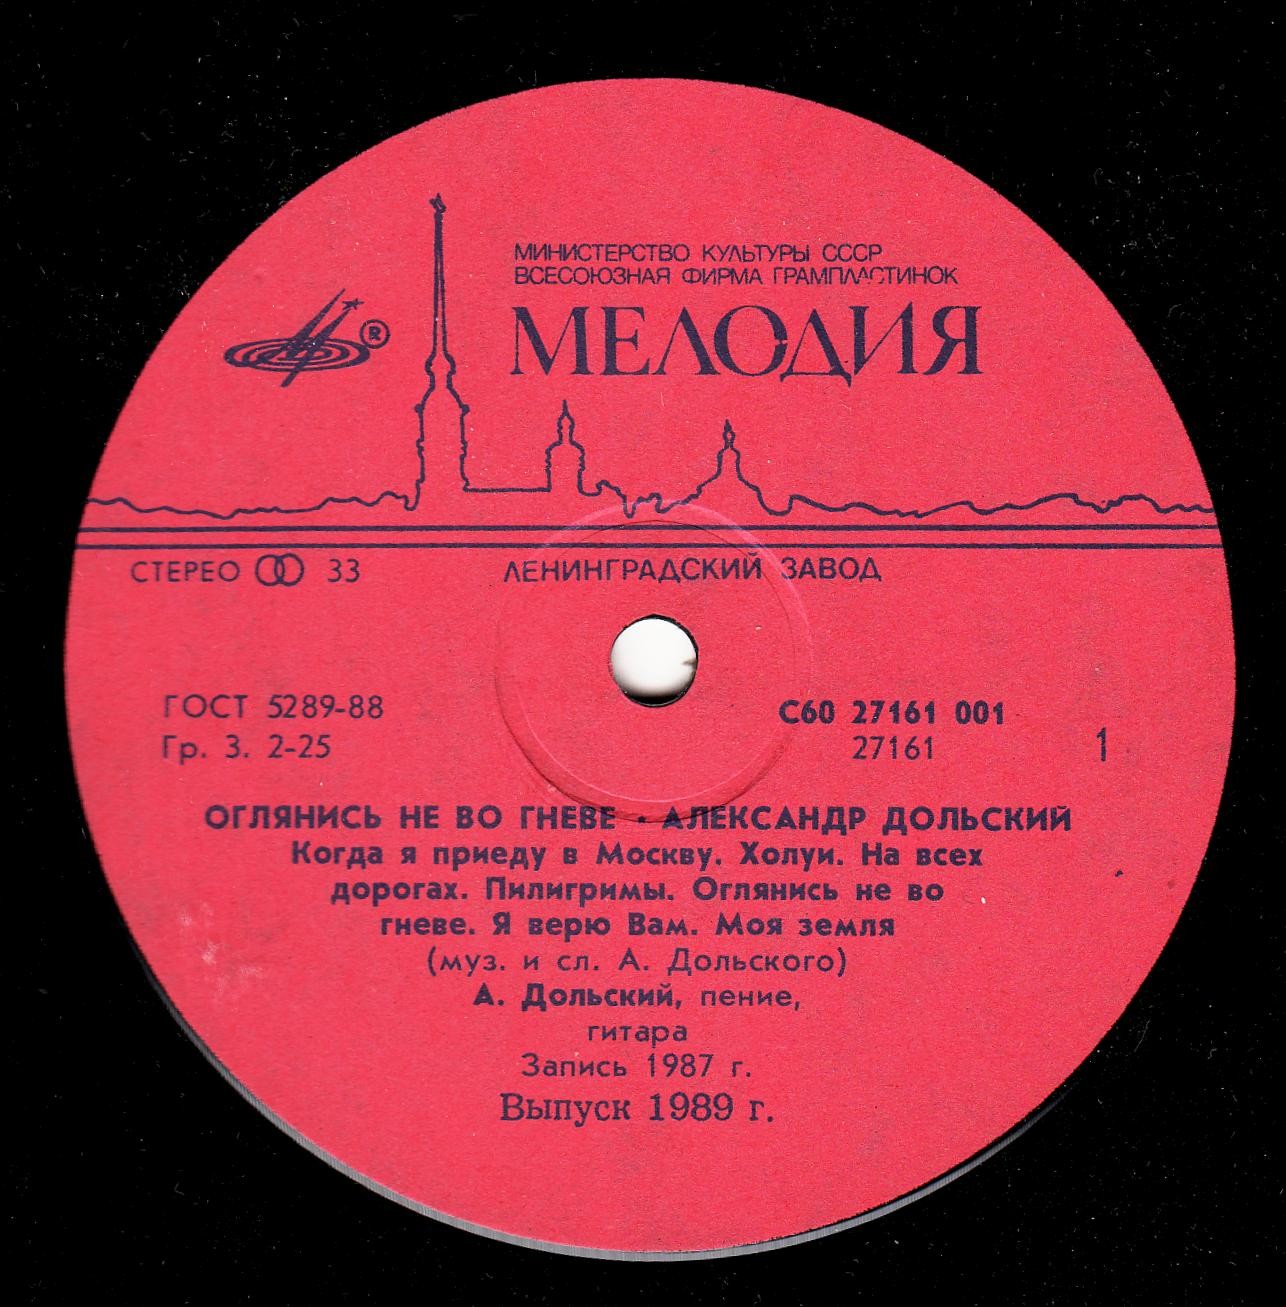 МИНИСТЕРСТВО КУЛЬТУРЫ СССР
ВСЕСОЮЗНАЯ ФИРМА ГРАМПЛАСТИНОК
МЕЛОДИЯ
®
СТЕРЕО 33
ЛЕНИНГРАДСКИЙ ЗАВОД
ГОСТ 5289-88
Гр. 3. 2-25
С60 27161 001
27161
1
ОГЛЯНИСЬ НЕ ВО ГНЕВЕ • АЛЕКСАНДР ДОЛЬСКИЙ
Когда я приеду в Москву. Холуи. На всех
дорогах. Пилигримы. Оглянись не во
гневе. Я верю Вам. Моя земля
(муз. и сл. А. Дольского)
А. Дольский, пение,
гитара
Запись 1987 г.
Выпуск 1989 г.